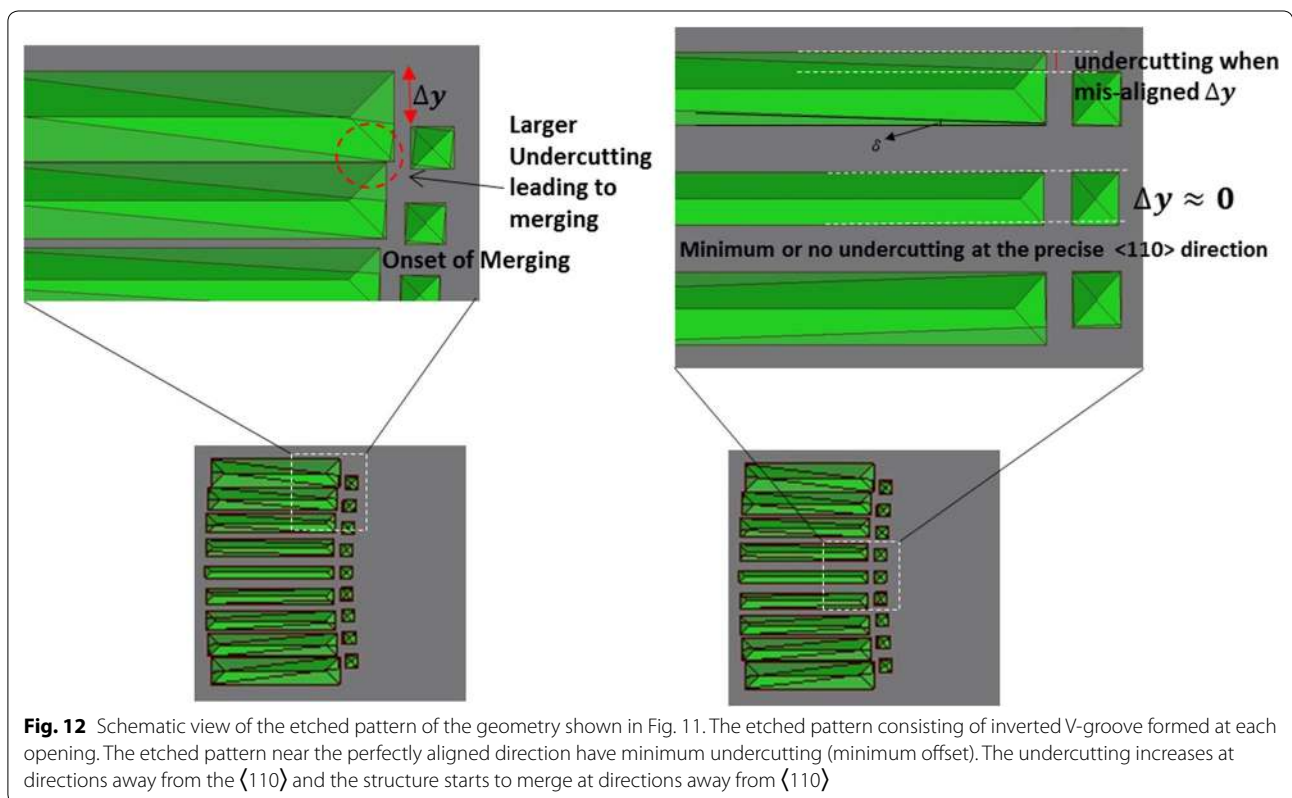 Δy
Larger
Undercutting
leading to
merging
Onset of Merging
undercutting when
mis-aligned Δy
δ
Δy ≈ 0
Minimum or no undercutting at the precise <110> direction
Fig. 12 Schematic view of the etched pattern of the geometry shown in Fig. 11. The etched pattern consisting of inverted V-groove formed at each
opening. The etched pattern near the perfectly aligned direction have minimum undercutting (minimum offset). The undercutting increases at
directions away from the ⟨110⟩ and the structure starts to merge at directions away from ⟨110⟩